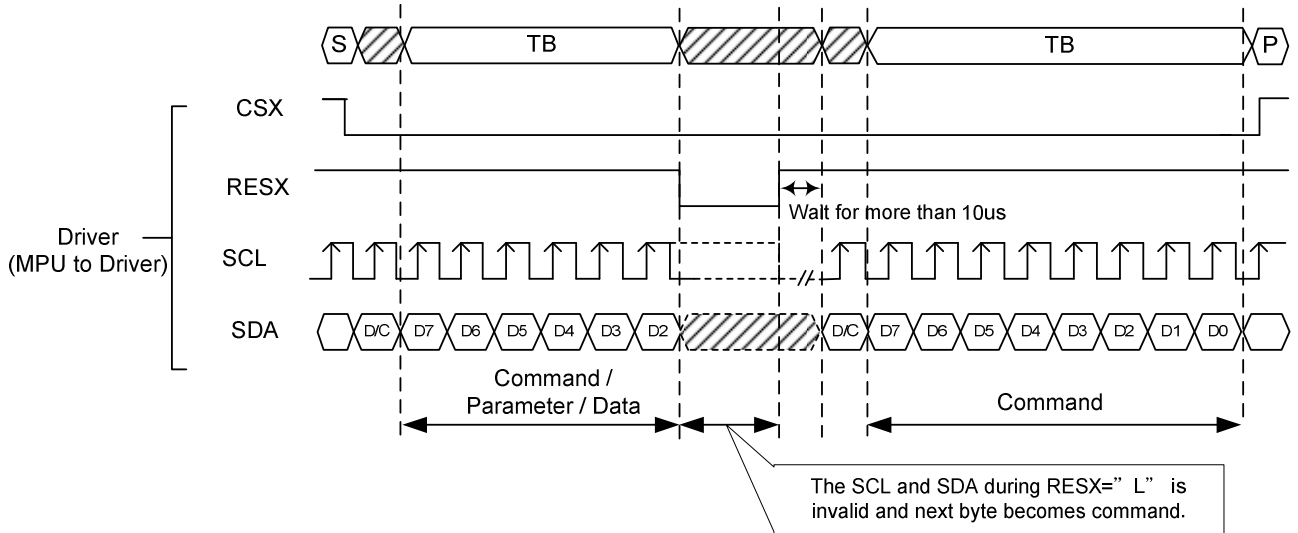 S TB TB P
CSX
RESX
Wait for more than 10us
Driver
(MPU to Driver)
SCL
SDA D/C D7 D6 D5 D4 D3 D2 D/C D7 D6 D5 D4 D3 D2 D1 D0
Command /
Parameter / Data
Command
The SCL and SDA during RESX=” L” is
invalid and next byte becomes command.